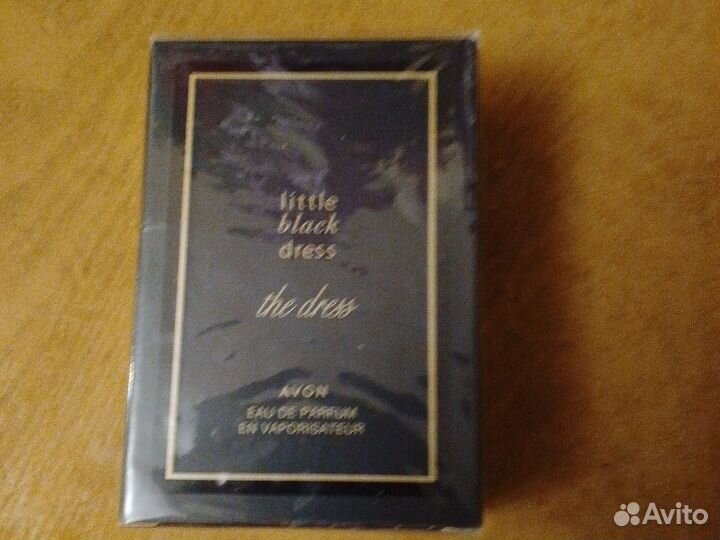 little
black
dress
the dress
AVON
EAU DE PARFUM
EN VAPORISATEUR
Avito